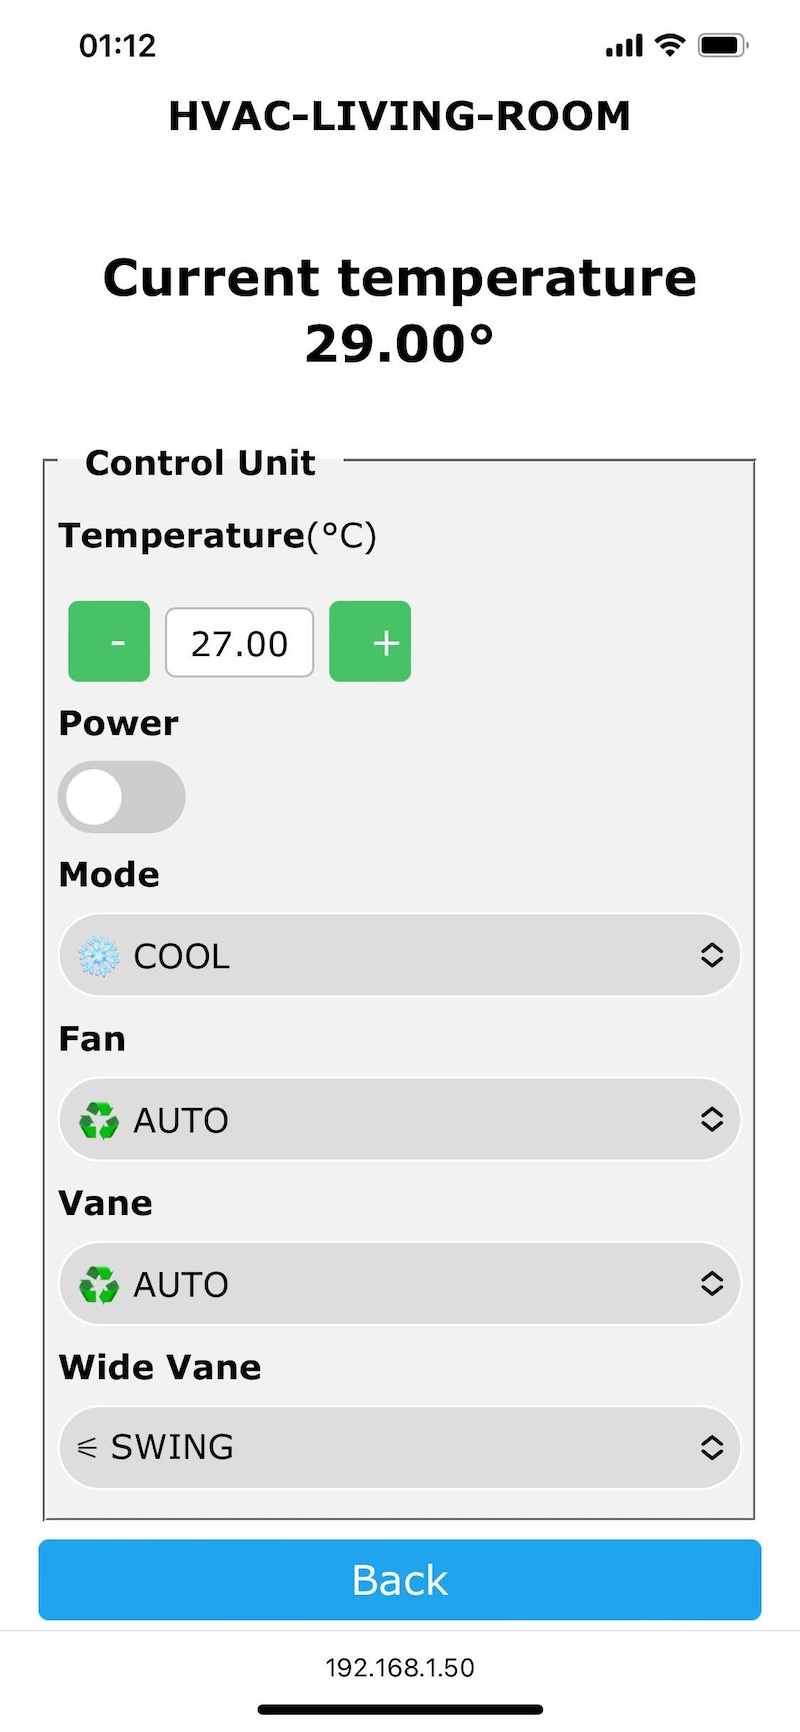 01:12
HVAC-LIVING-ROOM
Current temperature
29.00°
Control Unit
Temperature(°C)
- 27.00 +
Power
Mode
COOL
Fan
AUTO
Vane
AUTO
Wide Vane
SWING
Back
192.168.1.50